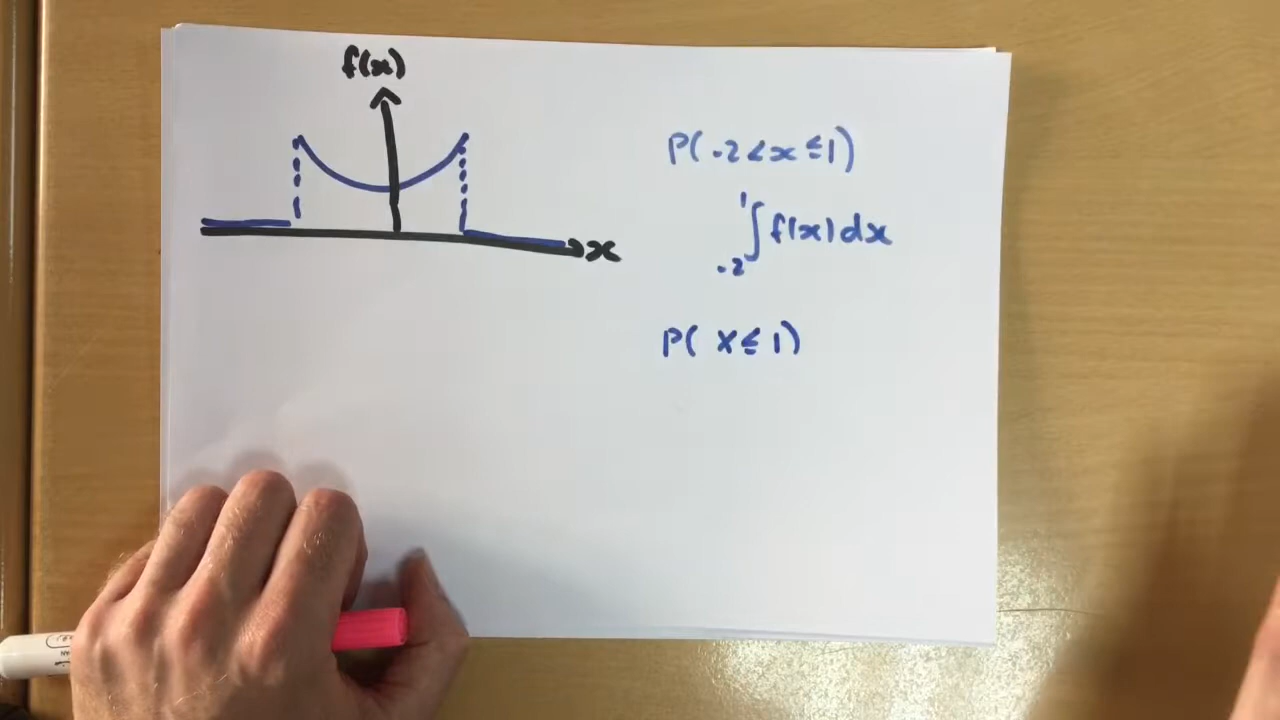 f(x)
x
P( -2 < x ≤ 1)
1
∫ f(x) dx
-2
P( X ≤ 1)